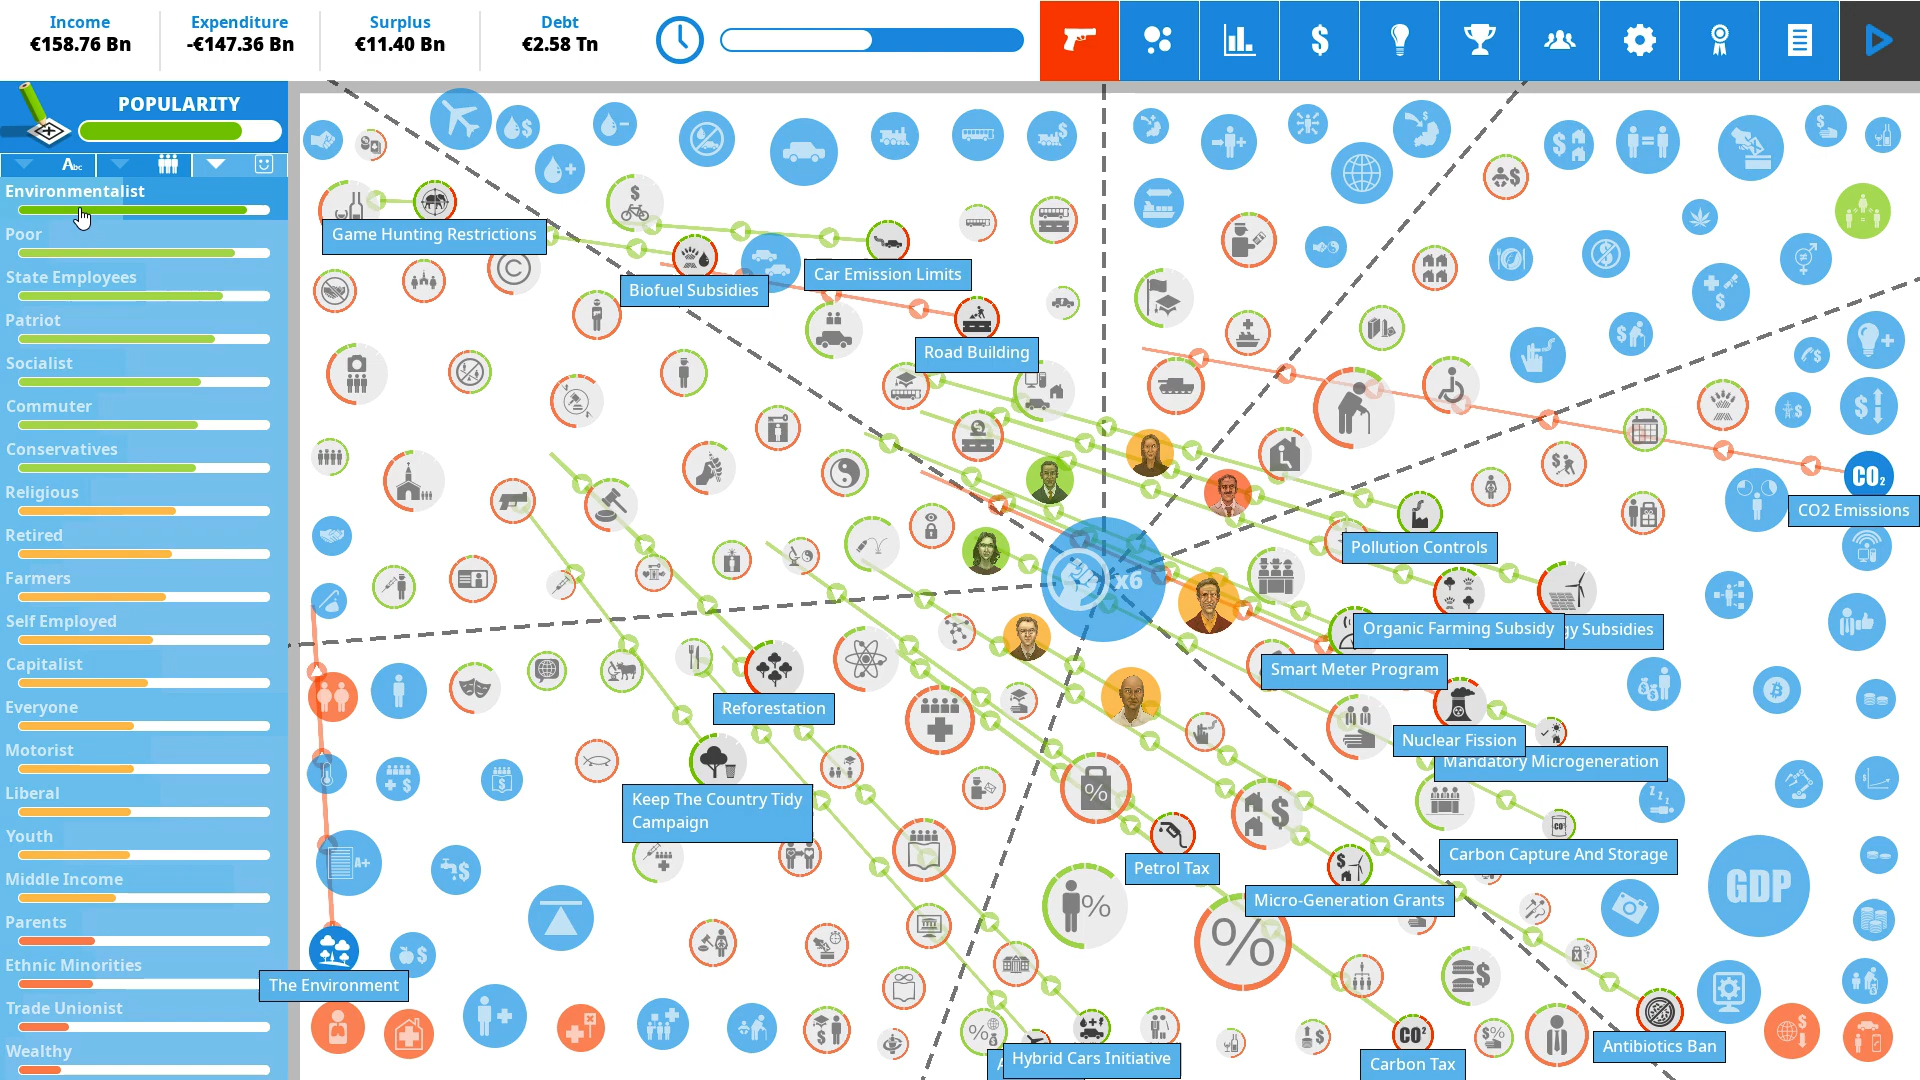 Income
€158.76 Bn
Expenditure
-€147.36 Bn
Surplus
€11.40 Bn
Debt
€2.58 Tn
POPULARITY
Abc
Environmentalist
Poor
State Employees
Patriot
Socialist
Commuter
Conservatives
Religious
Retired
Farmers
Self Employed
Capitalist
Everyone
Motorist
Liberal
Youth
Middle Income
Parents
Ethnic Minorities
Trade Unionist
Wealthy
Game Hunting Restrictions
Biofuel Subsidies
Car Emission Limits
Road Building
CO2
CO2 Emissions
Pollution Controls
x6
Organic Farming Subsidy
gy Subsidies
Smart Meter Program
Reforestation
Nuclear Fission
Mandatory Microgeneration
Keep The Country Tidy
Campaign
Carbon Capture And Storage
Petrol Tax
Micro-Generation Grants
GDP
The Environment
Hybrid Cars Initiative
CO²
Carbon Tax
Antibiotics Ban